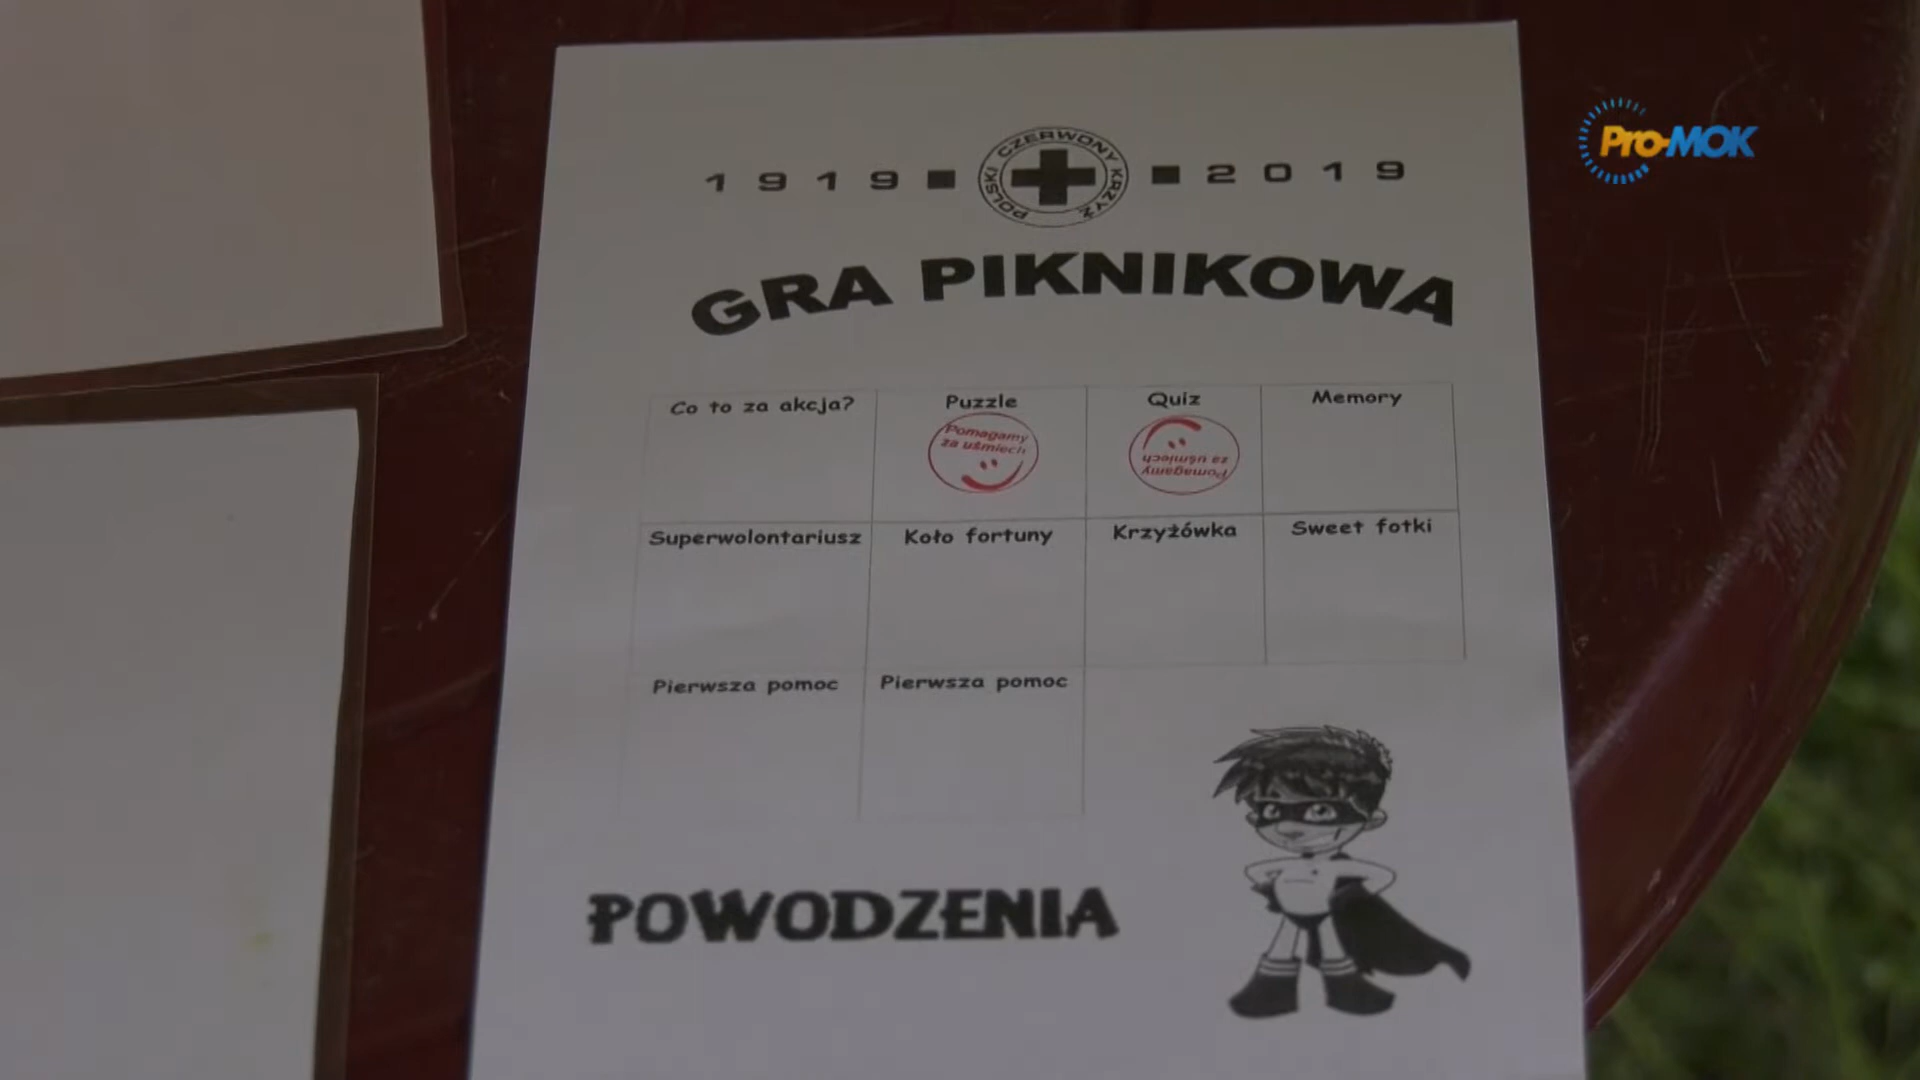 Pro-MOK
1919 ■ POLSKI CZERWONY KRZYŻ ■ 2019
GRA PIKNIKOWA
Co to za akcja? Puzzle Quiz Memory
Pomagamy
za uśmiech
Pomagamy
za uśmiech
Superwolontariusz Koło fortuny Krzyżówka Sweet fotki
Pierwsza pomoc Pierwsza pomoc
POWODZENIA